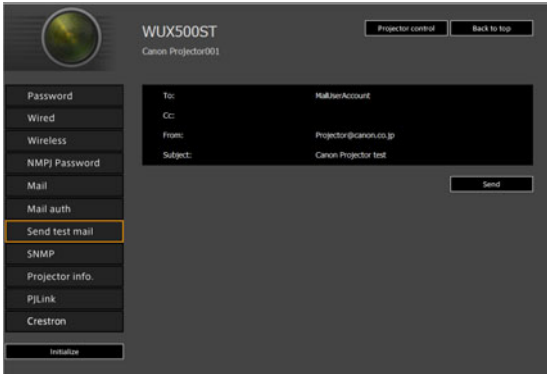 WUX500ST
Projector control
Back to top
Canon Projector001
Password
Wired
Wireless
NMPJ Password
Mail
Mail auth
Send test mail
SNMP
Projector info.
PJLink
Crestron
Initialize
To: MailUserAccount
Cc:
From: Projector@canon.co.jp
Subject: Canon Projector test
Send